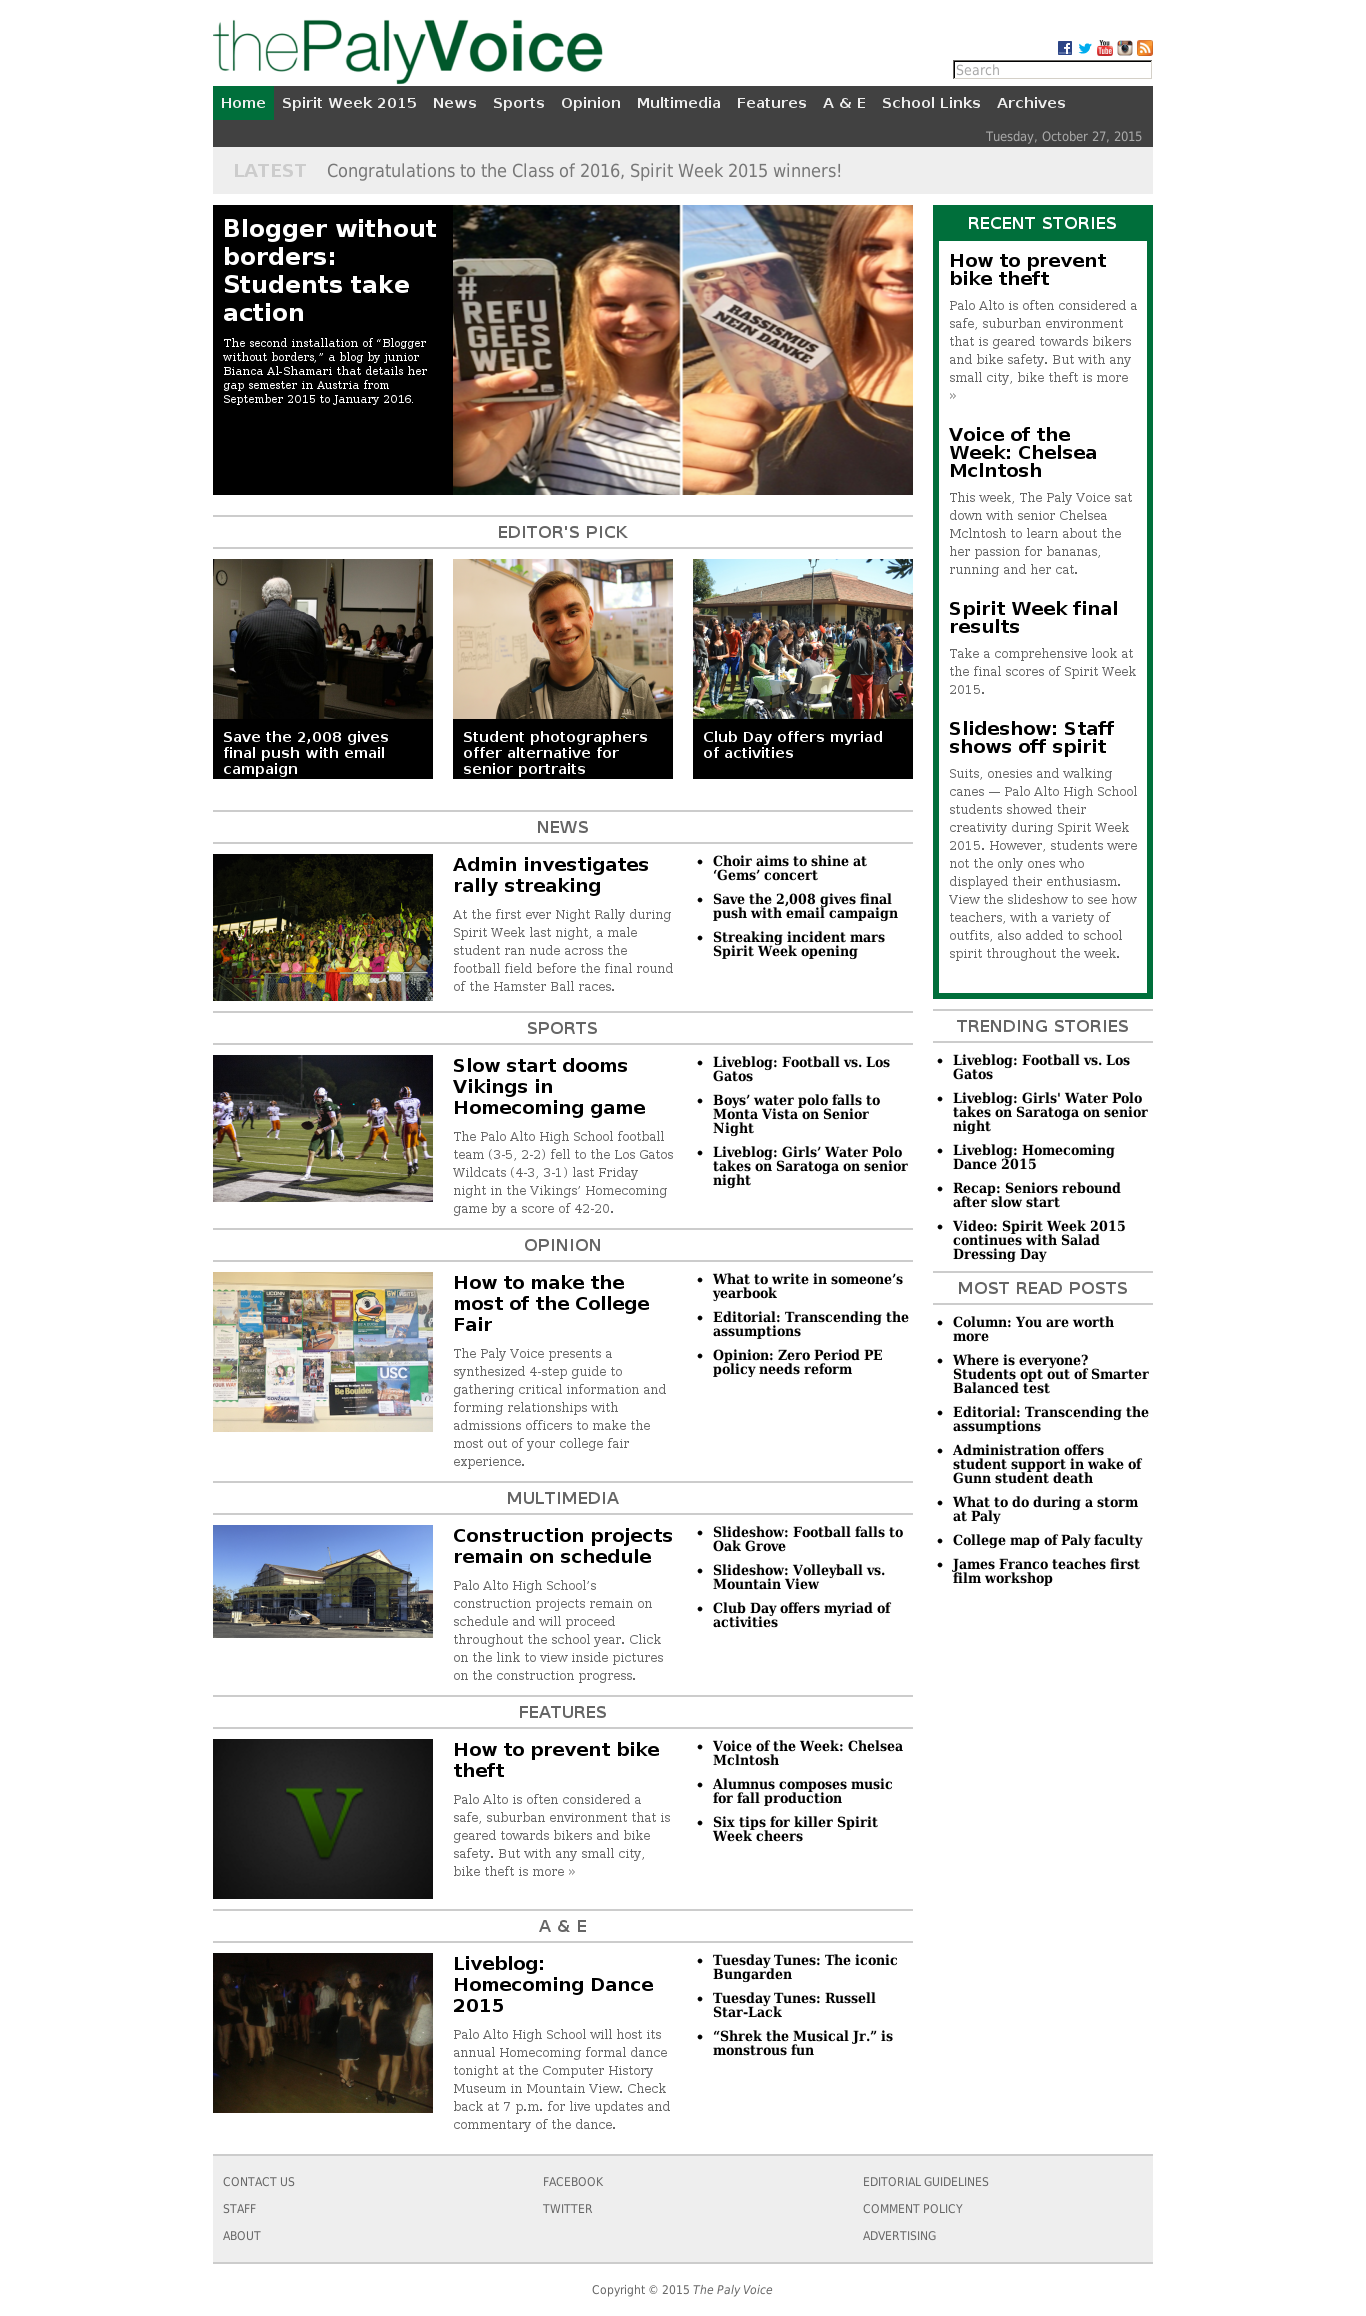 thePalyVoice
Search
Home Spirit Week 2015 News Sports Opinion Multimedia Features A & E School Links Archives
Tuesday, October 27, 2015
LATEST Congratulations to the Class of 2016, Spirit Week 2015 winners!
Blogger without
borders:
Students take
action
The second installation of “Blogger
without borders,” a blog by junior
Bianca Al-Shamari that details her
gap semester in Austria from
September 2015 to January 2016.
#
REFU
GEES
WELC
RASSISMUS
NEIN DANKE
EDITOR'S PICK
Save the 2,008 gives
final push with email
campaign
Student photographers
offer alternative for
senior portraits
Club Day offers myriad
of activities
NEWS
Admin investigates
rally streaking
At the first ever Night Rally during
Spirit Week last night, a male
student ran nude across the
football field before the final round
of the Hamster Ball races.
• Choir aims to shine at
‘Gems’ concert
• Save the 2,008 gives final
push with email campaign
• Streaking incident mars
Spirit Week opening
SPORTS
Slow start dooms
Vikings in
Homecoming game
The Palo Alto High School football
team (3-5, 2-2) fell to the Los Gatos
Wildcats (4-3, 3-1) last Friday
night in the Vikings’ Homecoming
game by a score of 42-20.
• Liveblog: Football vs. Los
Gatos
• Boys’ water polo falls to
Monta Vista on Senior
Night
• Liveblog: Girls’ Water Polo
takes on Saratoga on senior
night
OPINION
UCONN
USC
Be Boulder.
GONZAGA
How to make the
most of the College
Fair
The Paly Voice presents a
synthesized 4-step guide to
gathering critical information and
forming relationships with
admissions officers to make the
most out of your college fair
experience.
• What to write in someone’s
yearbook
• Editorial: Transcending the
assumptions
• Opinion: Zero Period PE
policy needs reform
MULTIMEDIA
Construction projects
remain on schedule
Palo Alto High School’s
construction projects remain on
schedule and will proceed
throughout the school year. Click
on the link to view inside pictures
on the construction progress.
• Slideshow: Football falls to
Oak Grove
• Slideshow: Volleyball vs.
Mountain View
• Club Day offers myriad of
activities
FEATURES
V
How to prevent bike
theft
Palo Alto is often considered a
safe, suburban environment that is
geared towards bikers and bike
safety. But with any small city,
bike theft is more »
• Voice of the Week: Chelsea
McIntosh
• Alumnus composes music
for fall production
• Six tips for killer Spirit
Week cheers
A & E
Liveblog:
Homecoming Dance
2015
Palo Alto High School will host its
annual Homecoming formal dance
tonight at the Computer History
Museum in Mountain View. Check
back at 7 p.m. for live updates and
commentary of the dance.
• Tuesday Tunes: The iconic
Bungarden
• Tuesday Tunes: Russell
Star-Lack
• “Shrek the Musical Jr.” is
monstrous fun
RECENT STORIES
How to prevent
bike theft
Palo Alto is often considered a
safe, suburban environment
that is geared towards bikers
and bike safety. But with any
small city, bike theft is more
»
Voice of the
Week: Chelsea
McIntosh
This week, The Paly Voice sat
down with senior Chelsea
McIntosh to learn about the
her passion for bananas,
running and her cat.
Spirit Week final
results
Take a comprehensive look at
the final scores of Spirit Week
2015.
Slideshow: Staff
shows off spirit
Suits, onesies and walking
canes — Palo Alto High School
students showed their
creativity during Spirit Week
2015. However, students were
not the only ones who
displayed their enthusiasm.
View the slideshow to see how
teachers, with a variety of
outfits, also added to school
spirit throughout the week.
TRENDING STORIES
• Liveblog: Football vs. Los
Gatos
• Liveblog: Girls' Water Polo
takes on Saratoga on senior
night
• Liveblog: Homecoming
Dance 2015
• Recap: Seniors rebound
after slow start
• Video: Spirit Week 2015
continues with Salad
Dressing Day
MOST READ POSTS
• Column: You are worth
more
• Where is everyone?
Students opt out of Smarter
Balanced test
• Editorial: Transcending the
assumptions
• Administration offers
student support in wake of
Gunn student death
• What to do during a storm
at Paly
• College map of Paly faculty
• James Franco teaches first
film workshop
CONTACT US
STAFF
ABOUT
FACEBOOK
TWITTER
EDITORIAL GUIDELINES
COMMENT POLICY
ADVERTISING
Copyright © 2015 The Paly Voice